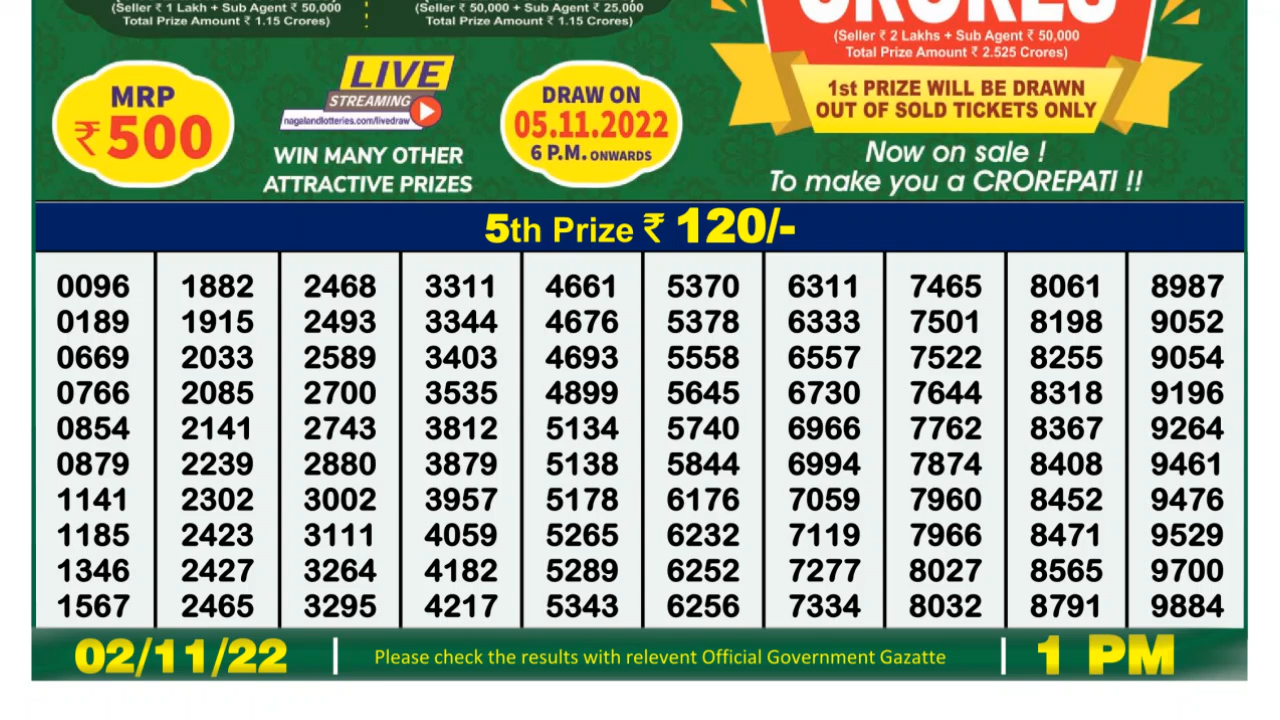 (Seller ₹ 1 Lakh + Sub Agent ₹ 50,000
Total Prize Amount ₹ 1.15 Crores)
(Seller ₹ 50,000 + Sub Agent ₹ 25,000
Total Prize Amount ₹ 1.15 Crores)
CRORES
(Seller ₹ 2 Lakhs + Sub Agent ₹ 50,000
Total Prize Amount ₹ 2.525 Crores)
1st PRIZE WILL BE DRAWN
OUT OF SOLD TICKETS ONLY
MRP
₹ 500
LIVE
STREAMING
nagalandlotteries.com/livedraw
WIN MANY OTHER
ATTRACTIVE PRIZES
DRAW ON
05.11.2022
6 P.M. ONWARDS
Now on sale !
To make you a CROREPATI !!
5th Prize ₹ 120/-
0096 1882 2468 3311 4661 5370 6311 7465 8061 8987
0189 1915 2493 3344 4676 5378 6333 7501 8198 9052
0669 2033 2589 3403 4693 5558 6557 7522 8255 9054
0766 2085 2700 3535 4899 5645 6730 7644 8318 9196
0854 2141 2743 3812 5134 5740 6966 7762 8367 9264
0879 2239 2880 3879 5138 5844 6994 7874 8408 9461
1141 2302 3002 3957 5178 6176 7059 7960 8452 9476
1185 2423 3111 4059 5265 6232 7119 7966 8471 9529
1346 2427 3264 4182 5289 6252 7277 8027 8565 9700
1567 2465 3295 4217 5343 6256 7334 8032 8791 9884
02/11/22 | Please check the results with relevent Official Government Gazatte | 1 PM